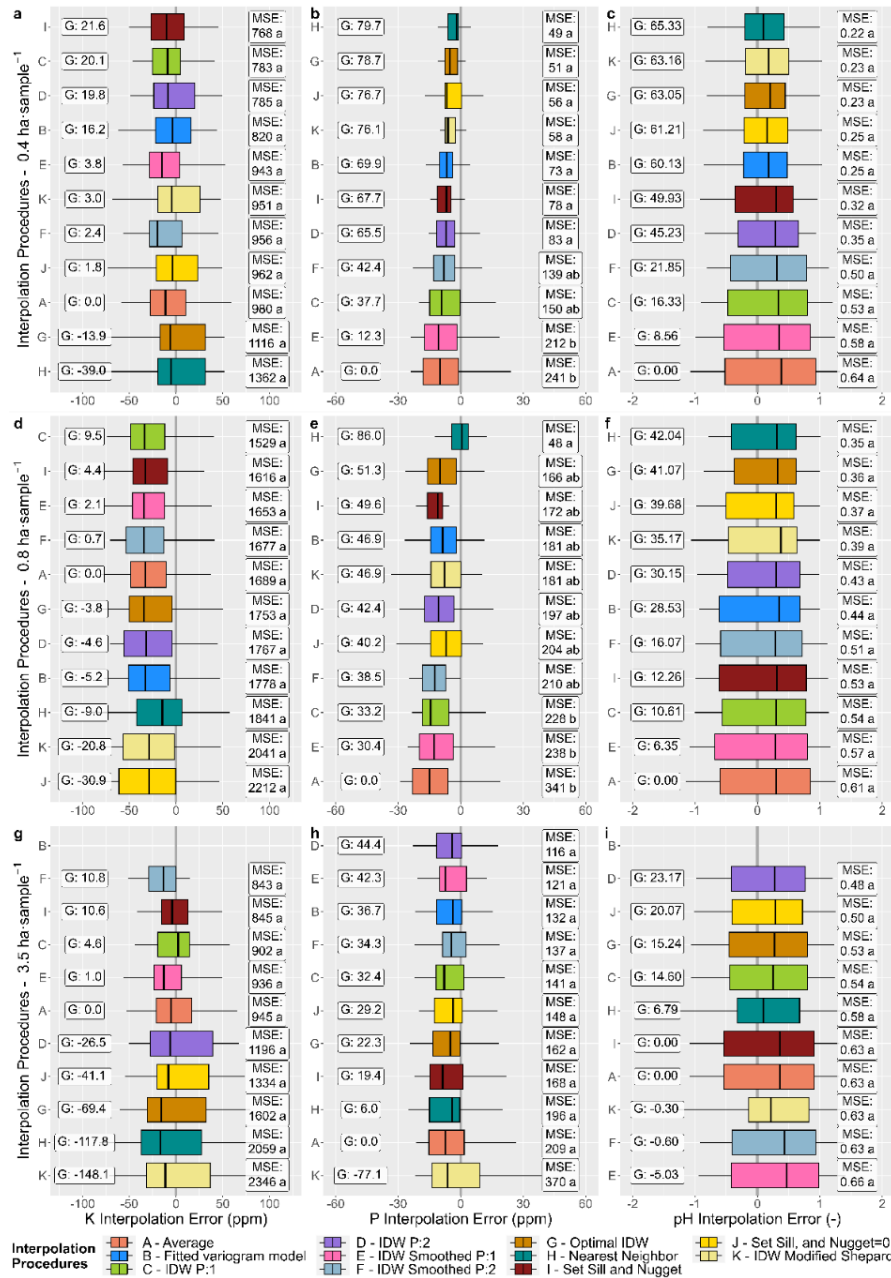 Interpolation Procedures - 0.4 ha·sample⁻¹
a
I G: 21.6 MSE: 768 a
C G: 20.1 MSE: 783 a
D G: 19.8 MSE: 785 a
B G: 16.2 MSE: 820 a
E G: 3.8 MSE: 943 a
K G: 3.0 MSE: 951 a
F G: 2.4 MSE: 956 a
J G: 1.8 MSE: 962 a
A G: 0.0 MSE: 980 a
G G: -13.9 MSE: 1116 a
H G: -39.0 MSE: 1362 a
-100 -50 0 50 100
b
H G: 79.7 MSE: 49 a
G G: 78.7 MSE: 51 a
J G: 76.7 MSE: 56 a
K G: 76.1 MSE: 58 a
B G: 69.9 MSE: 73 a
I G: 67.7 MSE: 78 a
D G: 65.5 MSE: 83 a
F G: 42.4 MSE: 139 ab
C G: 37.7 MSE: 150 ab
E G: 12.3 MSE: 212 b
A G: 0.0 MSE: 241 b
-60 -30 0 30 60
c
H G: 65.33 MSE: 0.22 a
K G: 63.16 MSE: 0.23 a
G G: 63.05 MSE: 0.23 a
J G: 61.21 MSE: 0.25 a
B G: 60.13 MSE: 0.25 a
I G: 49.93 MSE: 0.32 a
D G: 45.23 MSE: 0.35 a
F G: 21.85 MSE: 0.50 a
C G: 16.33 MSE: 0.53 a
E G: 8.56 MSE: 0.58 a
A G: 0.00 MSE: 0.64 a
-1 0 1 2
Interpolation Procedures - 0.8 ha·sample⁻¹
d
C G: 9.5 MSE: 1529 a
I G: 4.4 MSE: 1616 a
E G: 2.1 MSE: 1653 a
F G: 0.7 MSE: 1677 a
A G: 0.0 MSE: 1689 a
G G: -3.8 MSE: 1753 a
D G: -4.6 MSE: 1767 a
B G: -5.2 MSE: 1778 a
H G: -9.0 MSE: 1841 a
K G: -20.8 MSE: 2041 a
J G: -30.9 MSE: 2212 a
-100 -50 0 50 100
e
H G: 86.0 MSE: 48 a
G G: 51.3 MSE: 166 ab
I G: 49.6 MSE: 172 ab
B G: 46.9 MSE: 181 ab
K G: 46.9 MSE: 181 ab
D G: 42.4 MSE: 197 ab
J G: 40.2 MSE: 204 ab
F G: 38.5 MSE: 210 ab
C G: 33.2 MSE: 228 b
E G: 30.4 MSE: 238 b
A G: 0.0 MSE: 341 b
-60 -30 0 30 60
f
H G: 42.04 MSE: 0.35 a
G G: 41.07 MSE: 0.36 a
J G: 39.68 MSE: 0.37 a
K G: 35.17 MSE: 0.39 a
D G: 30.15 MSE: 0.43 a
B G: 28.53 MSE: 0.44 a
F G: 16.07 MSE: 0.51 a
I G: 12.26 MSE: 0.53 a
C G: 10.61 MSE: 0.54 a
E G: 6.35 MSE: 0.57 a
A G: 0.00 MSE: 0.61 a
-1 0 1 2
Interpolation Procedures - 3.5 ha·sample⁻¹
g
B
F G: 10.8 MSE: 843 a
I G: 10.6 MSE: 845 a
C G: 4.6 MSE: 902 a
E G: 1.0 MSE: 936 a
A G: 0.0 MSE: 945 a
D G: -26.5 MSE: 1196 a
J G: -41.1 MSE: 1334 a
G G: -69.4 MSE: 1602 a
H G: -117.8 MSE: 2059 a
K G: -148.1 MSE: 2346 a
-100 -50 0 50 100
K Interpolation Error (ppm)
h
D G: 44.4 MSE: 116 a
E G: 42.3 MSE: 121 a
B G: 36.7 MSE: 132 a
F G: 34.3 MSE: 137 a
C G: 32.4 MSE: 141 a
J G: 29.2 MSE: 148 a
G G: 22.3 MSE: 162 a
I G: 19.4 MSE: 168 a
H G: 6.0 MSE: 196 a
A G: 0.0 MSE: 209 a
K G: -77.1 MSE: 370 a
-60 -30 0 30 60
P Interpolation Error (ppm)
i
B
D G: 23.17 MSE: 0.48 a
J G: 20.07 MSE: 0.50 a
G G: 15.24 MSE: 0.53 a
C G: 14.60 MSE: 0.54 a
H G: 6.79 MSE: 0.58 a
I G: 0.00 MSE: 0.63 a
A G: 0.00 MSE: 0.63 a
K G: -0.30 MSE: 0.63 a
F G: -0.60 MSE: 0.63 a
E G: -5.03 MSE: 0.66 a
-1 0 1 2
pH Interpolation Error (-)
Interpolation
Procedures
A - Average
B - Fitted variogram model
C - IDW P:1
D - IDW P:2
E - IDW Smoothed P:1
F - IDW Smoothed P:2
G - Optimal IDW
H - Nearest Neighbor
I - Set Sill and Nugget
J - Set Sill, and Nugget=0
K - IDW Modified Shepard